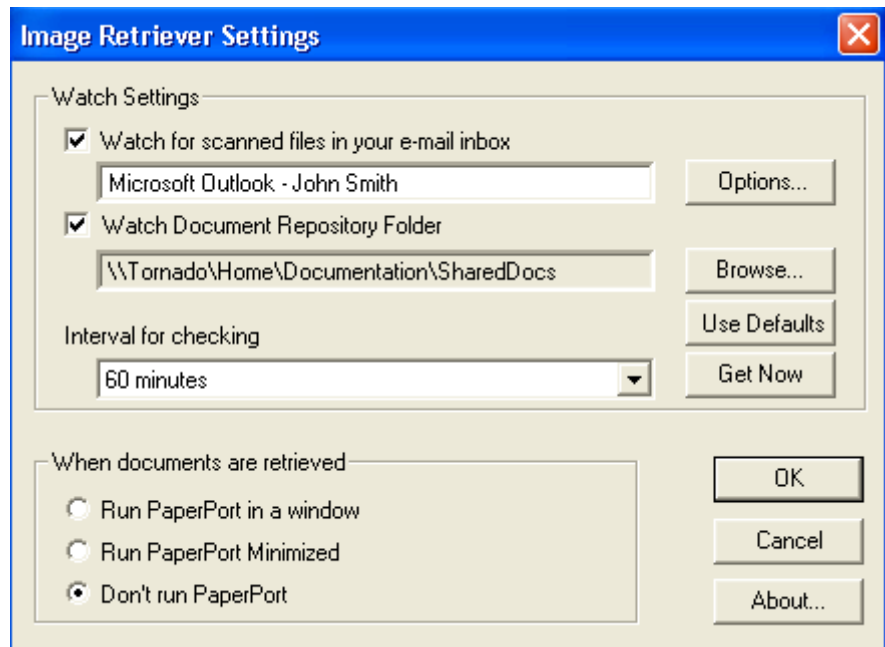 Image Retriever Settings
Watch Settings
Watch for scanned files in your e-mail inbox
Microsoft Outlook - John Smith
Options...
Watch Document Repository Folder
\\Tornado\Home\Documentation\SharedDocs
Browse...
Use Defaults
Interval for checking
60 minutes
Get Now
When documents are retrieved
Run PaperPort in a window
Run PaperPort Minimized
Don't run PaperPort
OK
Cancel
About...